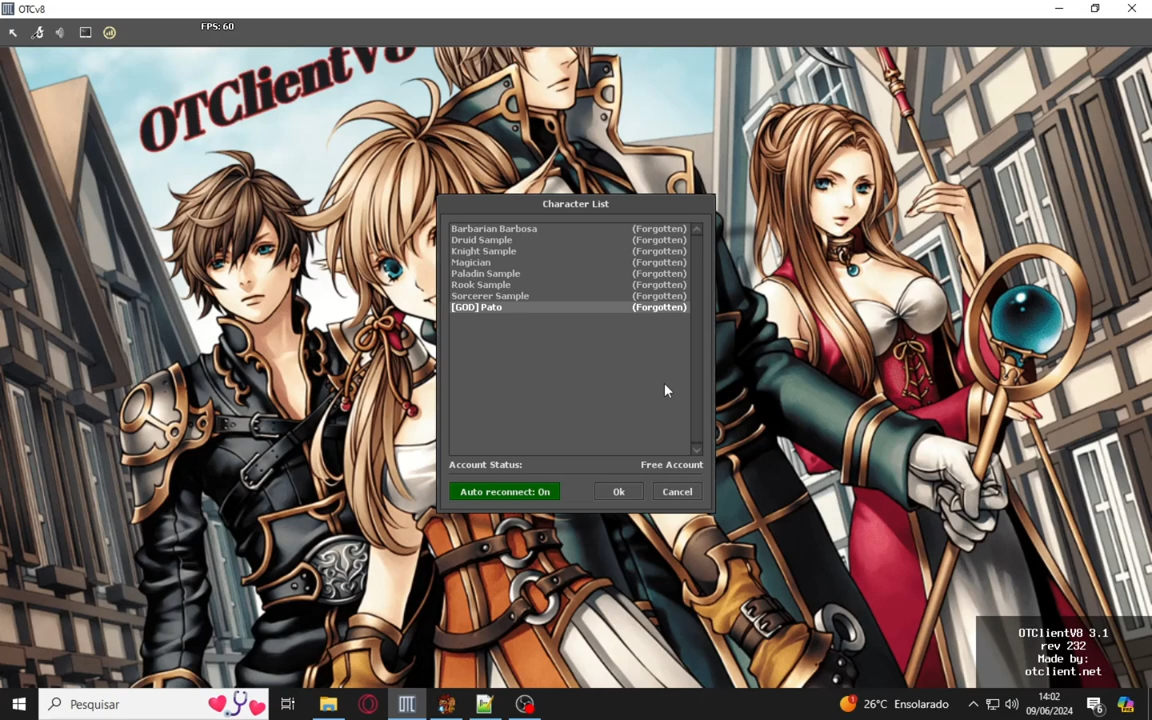 OTCv8
FPS: 60
OTClientV8
Character List
Barbarian Barbosa (Forgotten)
Druid Sample (Forgotten)
Knight Sample (Forgotten)
Magician (Forgotten)
Paladin Sample (Forgotten)
Rook Sample (Forgotten)
Sorcerer Sample (Forgotten)
[GOD] Pato (Forgotten)
Account Status: Free Account
Auto reconnect: On Ok Cancel
OTClientV8 3.1
rev 232
Made by:
otclient.net
Pesquisar
OTC
26°C Ensolarado
14:02
09/06/2024
6